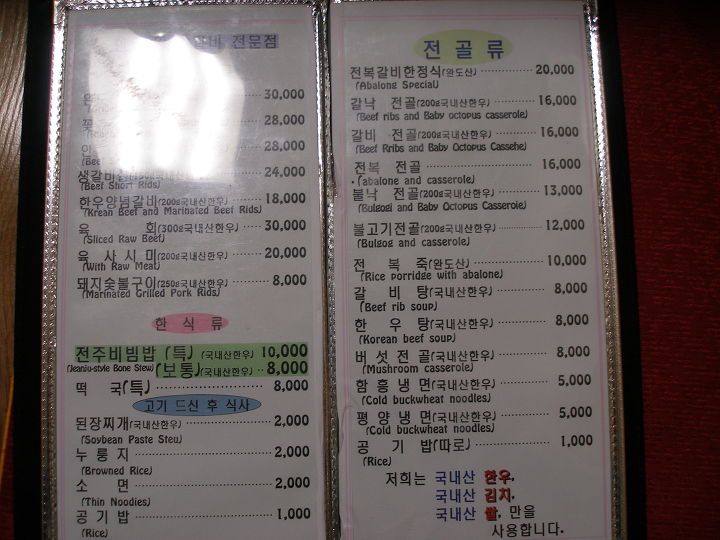 전문점
30,000
28,000
28,000
생갈비 국내산한우) 24,000
(Beef Short Rids)
한우양념갈비(200g국내산한우) 18,000
(Krean Beef and Marinated Beef Rids)
육 회(300g국내산한우) 30,000
(Sliced Raw Beef)
육 사 시 미(200g국내산한우) 20,000
(With Raw Meat)
돼지숯불구이(250g국내산한우) 8,000
(Marinated Grilled Pork Rids)
한 식 류
전주비빔밥 (특) (국내산한우) 10,000
(Jeanju-style Bone Stew) (보통)(국내산한우) 8,000
떡 국(특) 8,000
고기 드신 후 식사
된장찌개(국내산한우) 2,000
(Soybean Paste Steu)
누 룽 지 2,000
(Browned Rice)
소 면 2,000
(Thin Noodles)
공 기 밥 1,000
(Rice)
전 골 류
전복갈비한정식(완도산) 20,000
(Abalong Special)
갈낙 전골(200g국내산한우) 16,000
(Beef ribs and Baby octopus casserole)
갈비 전골(200g국내산한우) 16,000
(Beef Rribs and Baby Octopus Cassehe)
전복 전골 16,000
(abalone and casserole)
불낙 전골(200g국내산한우) 13,000
(Bulgogi and Baby Octopus Casseroie)
불고기전골(200g국내산한우) 12,000
(Bulgog and casserole)
전 복 죽(완도산) 10,000
(Rice porridge with abalone)
갈 비 탕(국내산한우) 8,000
(Beef rib soup)
한 우 탕(국내산한우) 8,000
(Korean beef soup)
버 섯 전 골(국내산한우) 8,000
(Mushroom casserole)
함 흥 냉 면(국내산한우) 5,000
(Cold buckwheat noodles)
평 양 냉 면(국내산한우) 5,000
(Cold buckwheat noodles)
공 기 밥(따로) 1,000
(Rice)
저희는 국내산 한우,
국내산 김치,
국내산 쌀, 만을
사용합니다.